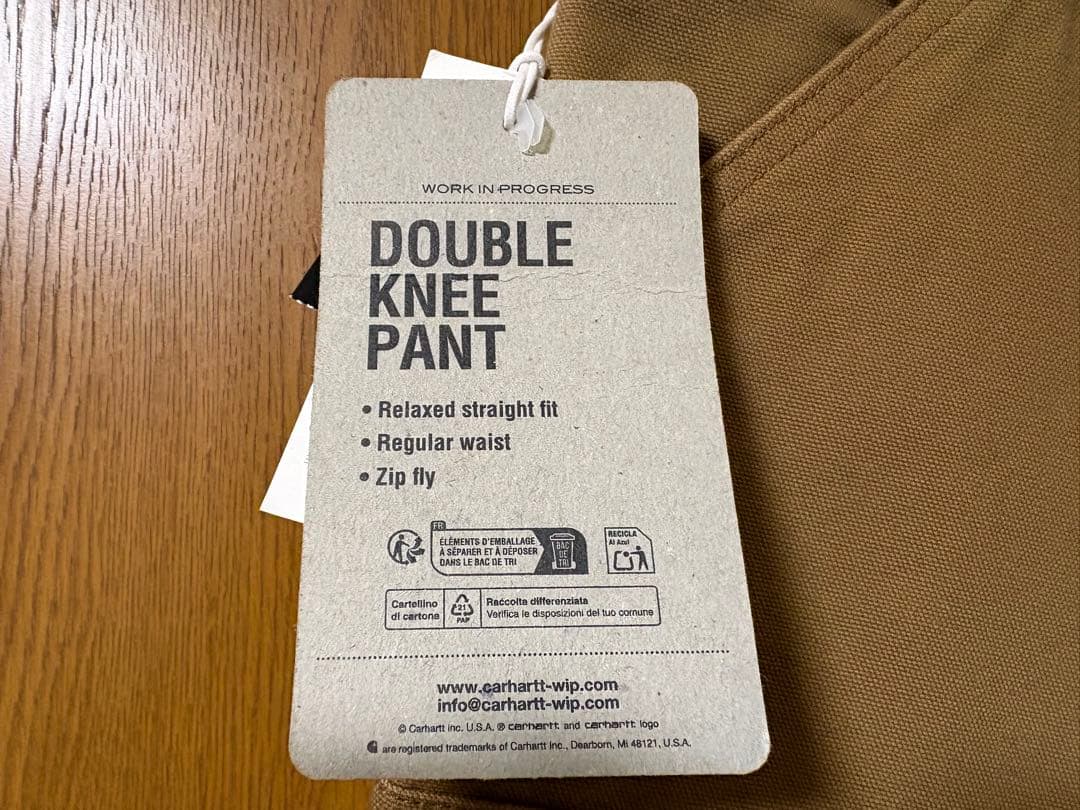 WORK IN PROGRESS
DOUBLE
KNEE
PANT
• Relaxed straight fit
• Regular waist
• Zip fly
FR
ÉLÉMENTS D'EMBALLAGE
À SÉPARER ET À DÉPOSER
DANS LE BAC DE TRI
BAC
DE
TRI
RECICLA
Al Azul
Cartellino
di cartone
21
PAP
Raccolta differenziata
Verifica le disposizioni del tuo comune
www.carhartt-wip.com
info@carhartt-wip.com
© Carhartt Inc. U.S.A. ® carhartt and carhartt logo
are registered trademarks of Carhartt Inc., Dearborn, MI 48121, U.S.A.